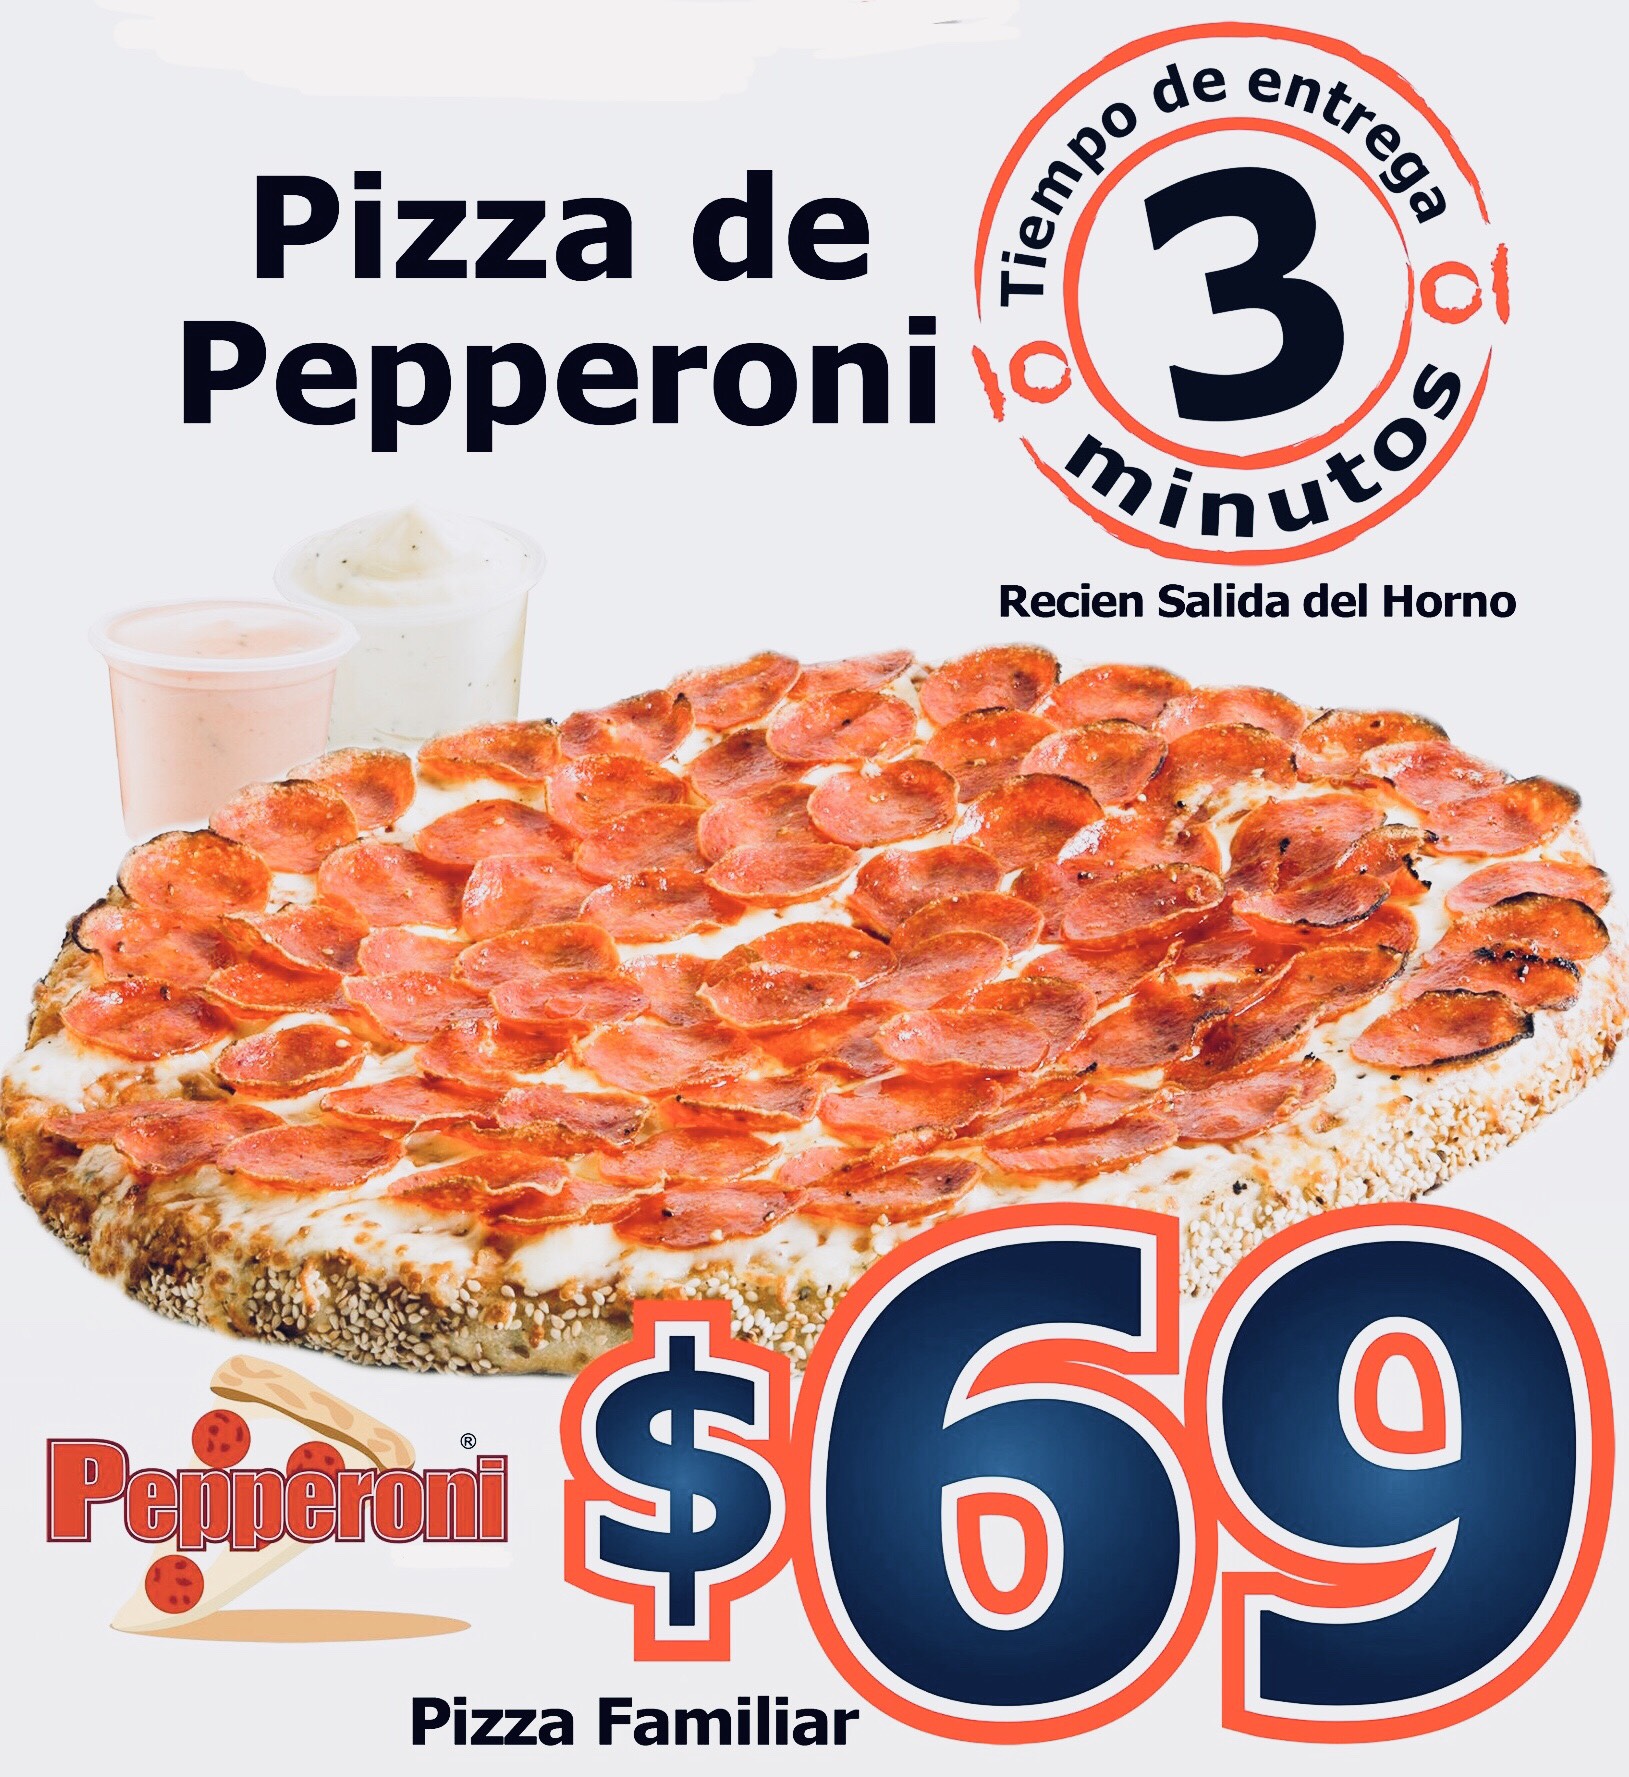 Pizza de
Pepperoni
Tiempo de entrega
3
minutos
Recien Salida del Horno
Pepperoni®
$69
Pizza Familiar